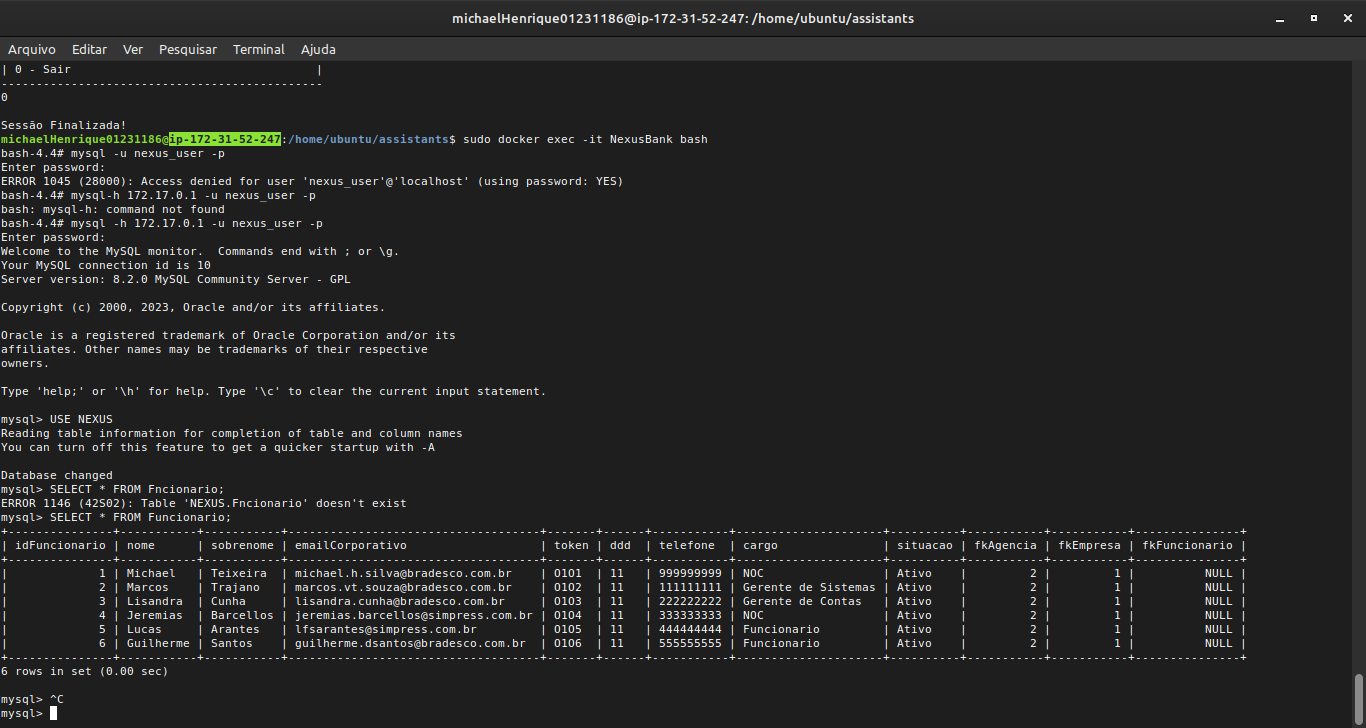 michaelHenrique01231186@ip-172-31-52-247: /home/ubuntu/assistants
Arquivo Editar Ver Pesquisar Terminal Ajuda
| 0 - Sair                                   |
----------------------------------------------
0
Sessão Finalizada!
michaelHenrique01231186@ip-172-31-52-247:/home/ubuntu/assistants$ sudo docker exec -it NexusBank bash
bash-4.4# mysql -u nexus_user -p
Enter password:
ERROR 1045 (28000): Access denied for user 'nexus_user'@'localhost' (using password: YES)
bash-4.4# mysql-h 172.17.0.1 -u nexus_user -p
bash: mysql-h: command not found
bash-4.4# mysql -h 172.17.0.1 -u nexus_user -p
Enter password:
Welcome to the MySQL monitor.  Commands end with ; or \g.
Your MySQL connection id is 10
Server version: 8.2.0 MySQL Community Server - GPL
Copyright (c) 2000, 2023, Oracle and/or its affiliates.
Oracle is a registered trademark of Oracle Corporation and/or its
affiliates. Other names may be trademarks of their respective
owners.
Type 'help;' or '\h' for help. Type '\c' to clear the current input statement.
mysql> USE NEXUS
Reading table information for completion of table and column names
You can turn off this feature to get a quicker startup with -A
Database changed
mysql> SELECT * FROM Fncionario;
ERROR 1146 (42S02): Table 'NEXUS.Fncionario' doesn't exist
mysql> SELECT * FROM Funcionario;
+---------------+-----------+-----------+------------------------------------+-------+------+-----------+---------------------+----------+-----------+-----------+---------------+
| idFuncionario | nome      | sobrenome | emailCorporativo                   | token | ddd  | telefone  | cargo               | situacao | fkAgencia | fkEmpresa | fkFuncionario |
+---------------+-----------+-----------+------------------------------------+-------+------+-----------+---------------------+----------+-----------+-----------+---------------+
|             1 | Michael   | Teixeira  | michael.h.silva@bradesco.com.br    | O1O1  | 11   | 999999999 | NOC                 | Ativo    |         2 |         1 |          NULL |
|             2 | Marcos    | Trajano   | marcos.vt.souza@bradesco.com.br    | O1O2  | 11   | 111111111 | Gerente de Sistemas | Ativo    |         2 |         1 |          NULL |
|             3 | Lisandra  | Cunha     | lisandra.cunha@bradesco.com.br     | O1O3  | 11   | 222222222 | Gerente de Contas   | Ativo    |         2 |         1 |          NULL |
|             4 | Jeremias  | Barcellos | jeremias.barcellos@simpress.com.br | O1O4  | 11   | 333333333 | NOC                 | Ativo    |         2 |         1 |          NULL |
|             5 | Lucas     | Arantes   | lfsarantes@simpress.com.br         | O1O5  | 11   | 444444444 | Funcionario         | Ativo    |         2 |         1 |          NULL |
|             6 | Guilherme | Santos    | guilherme.dsantos@bradesco.com.br  | O1O6  | 11   | 555555555 | Funcionario         | Ativo    |         2 |         1 |          NULL |
+---------------+-----------+-----------+------------------------------------+-------+------+-----------+---------------------+----------+-----------+-----------+---------------+
6 rows in set (0.00 sec)
mysql> ^C
mysql>